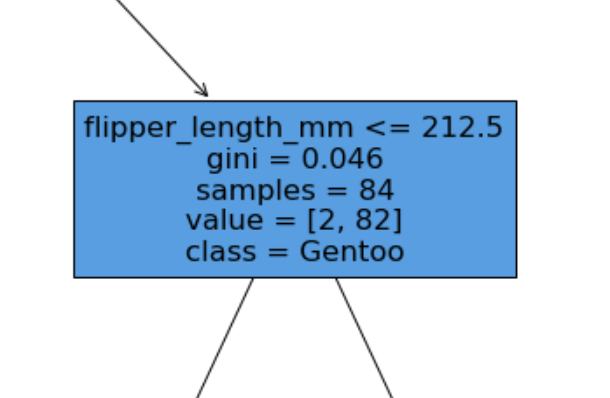 flipper_length_mm <= 212.5
gini = 0.046
samples = 84
value = [2, 82]
class = Gentoo